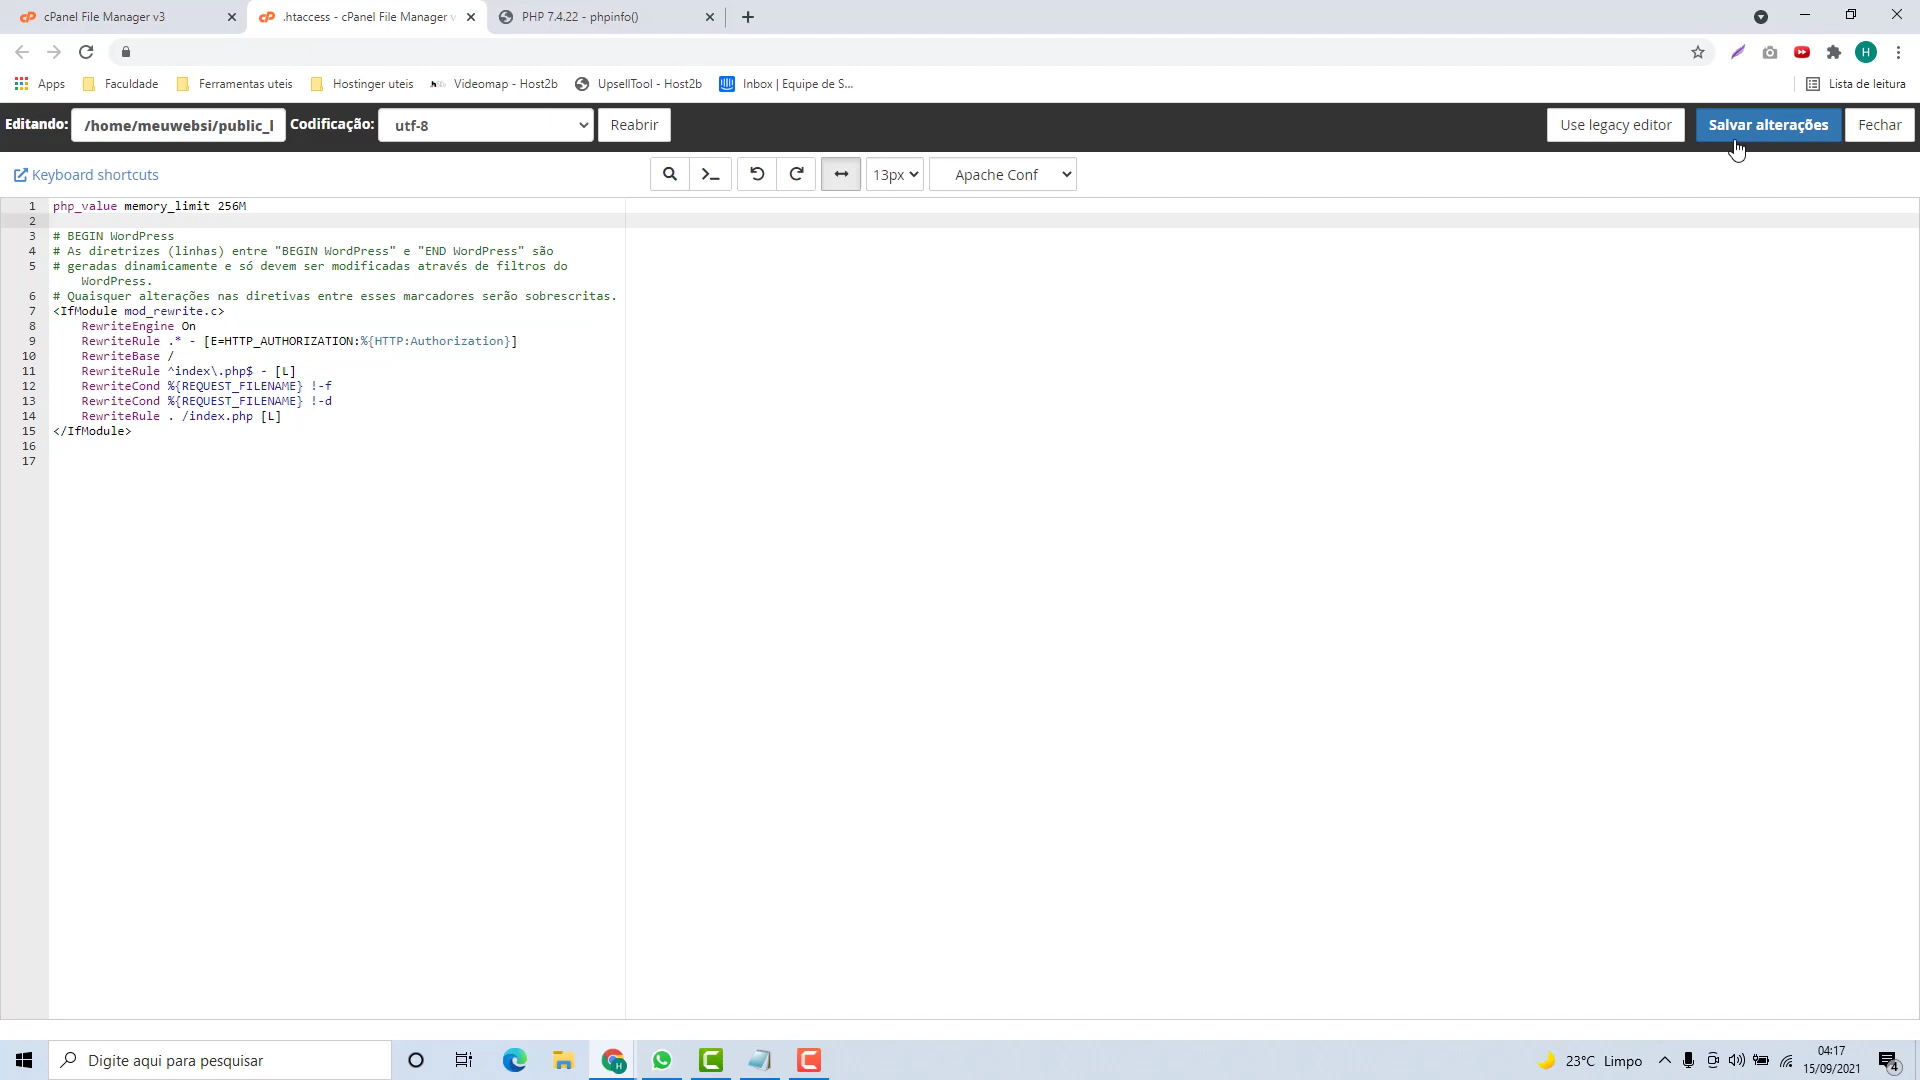 cPanel File Manager v3
.htaccess - cPanel File Manager v
PHP 7.4.22 - phpinfo()
H
Apps
Faculdade
Ferramentas uteis
Hostinger uteis
Videomap - Host2b
UpsellTool - Host2b
Inbox | Equipe de S...
Lista de leitura
Editando:
/home/meuwebsi/public_l
Codificação:
utf-8
Reabrir
Use legacy editor
Salvar alterações
Fechar
Keyboard shortcuts
13px
Apache Conf
1 php_value memory_limit 256M
2
3 # BEGIN WordPress
4 # As diretrizes (linhas) entre "BEGIN WordPress" e "END WordPress" são
5 # geradas dinamicamente e só devem ser modificadas através de filtros do
WordPress.
6 # Quaisquer alterações nas diretivas entre esses marcadores serão sobrescritas.
7 <IfModule mod_rewrite.c>
8 RewriteEngine On
9 RewriteRule .* - [E=HTTP_AUTHORIZATION:%{HTTP:Authorization}]
10 RewriteBase /
11 RewriteRule ^index\.php$ - [L]
12 RewriteCond %{REQUEST_FILENAME} !-f
13 RewriteCond %{REQUEST_FILENAME} !-d
14 RewriteRule . /index.php [L]
15 </IfModule>
16
17
Digite aqui para pesquisar
23°C Limpo
04:17
15/09/2021
4